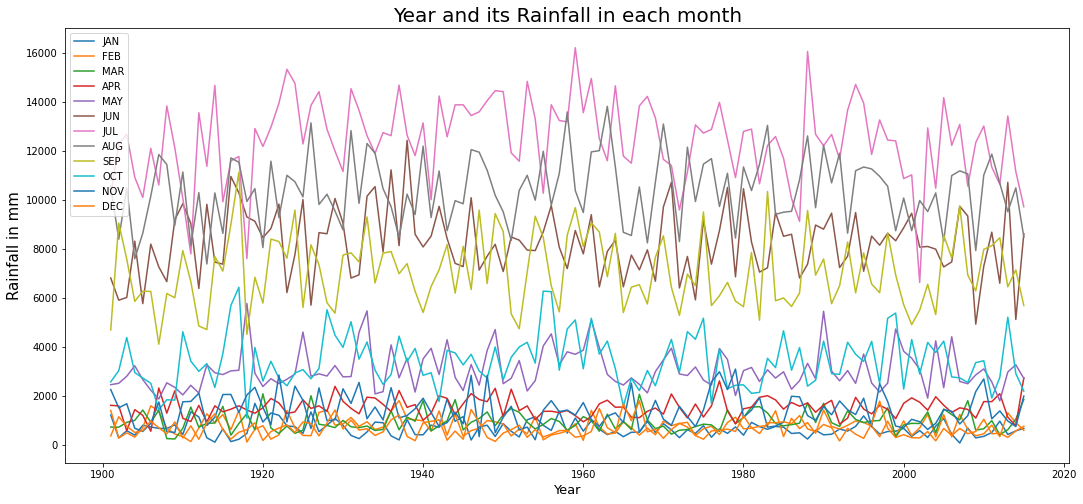 Year and its Rainfall in each month
Rainfall in mm
16000
14000
12000
10000
8000
6000
4000
2000
0
JAN
FEB
MAR
APR
MAY
JUN
JUL
AUG
SEP
OCT
NOV
DEC
1900 1920 1940 1960 1980 2000 2020
Year